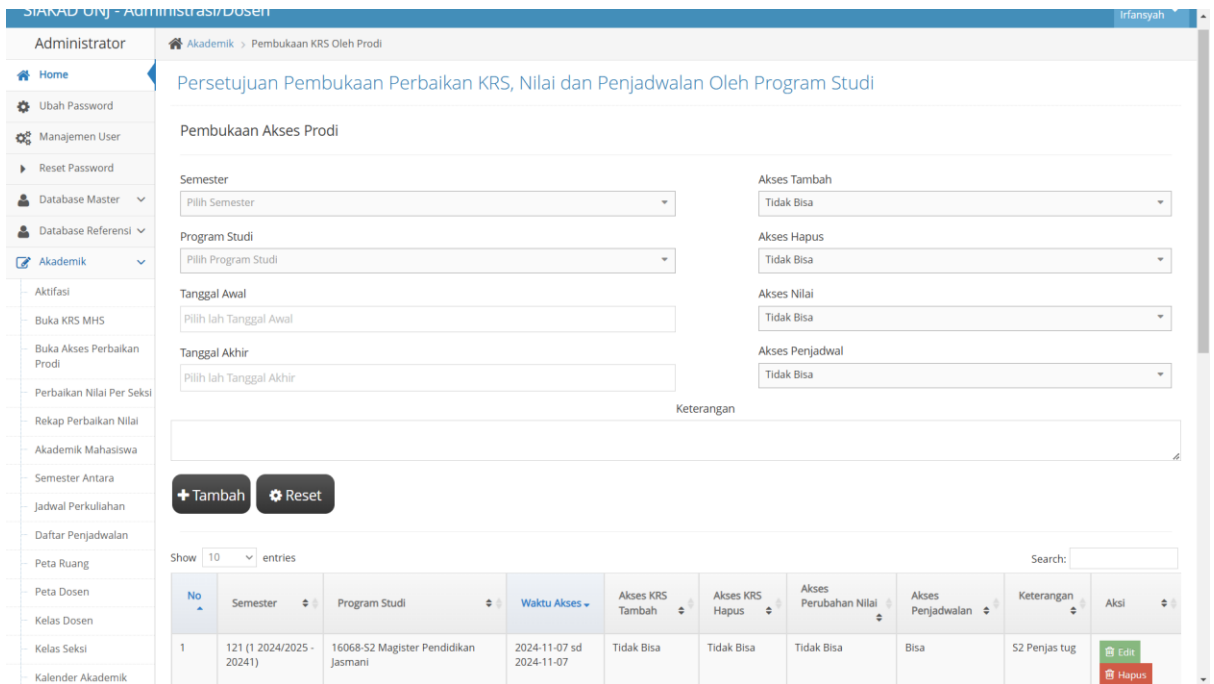 SIAKAD UNJ - Administrasi/Dosen
Irfansyah
Administrator
Home
Ubah Password
Manajemen User
Reset Password
Database Master
Database Referensi
Akademik
Aktifasi
Buka KRS MHS
Buka Akses Perbaikan
Prodi
Perbaikan Nilai Per Seksi
Rekap Perbaikan Nilai
Akademik Mahasiswa
Semester Antara
Jadwal Perkuliahan
Daftar Penjadwalan
Peta Ruang
Peta Dosen
Kelas Dosen
Kelas Seksi
Kalender Akademik
Akademik > Pembukaan KRS Oleh Prodi
Persetujuan Pembukaan Perbaikan KRS, Nilai dan Penjadwalan Oleh Program Studi
Pembukaan Akses Prodi
Semester
Pilih Semester
Program Studi
Pilih Program Studi
Tanggal Awal
Pilih lah Tanggal Awal
Tanggal Akhir
Pilih lah Tanggal Akhir
Akses Tambah
Tidak Bisa
Akses Hapus
Tidak Bisa
Akses Nilai
Tidak Bisa
Akses Penjadwal
Tidak Bisa
Keterangan
Tambah Reset
Show 10 entries
Search:
No Semester Program Studi Waktu Akses Akses KRS Tambah Akses KRS Hapus Akses Perubahan Nilai Akses Penjadwalan Keterangan Aksi
1 121 (1 2024/2025 - 20241) 16068-S2 Magister Pendidikan Jasmani 2024-11-07 sd 2024-11-07 Tidak Bisa Tidak Bisa Tidak Bisa Bisa S2 Penjas tug Edit
Hapus